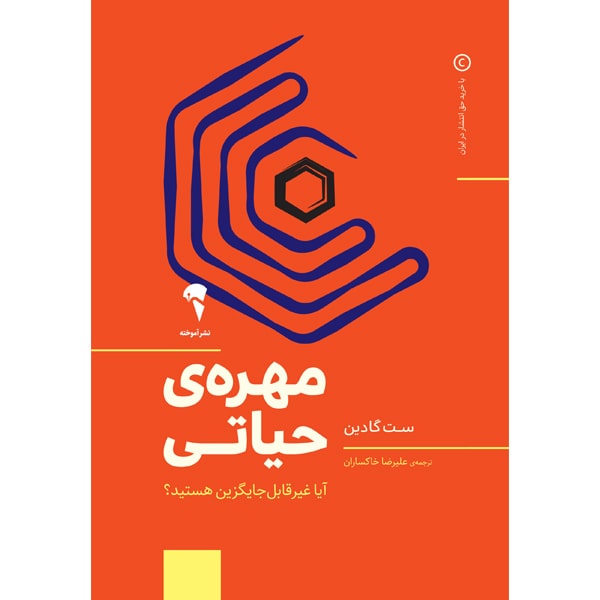 با خرید حق انتشار در ایران
نشر آموخته
مهره‌ی
حیاتی
ست گادین
ترجمه‌ی علیرضا خاکساران
آیا غیرقابل‌جایگزین هستید؟